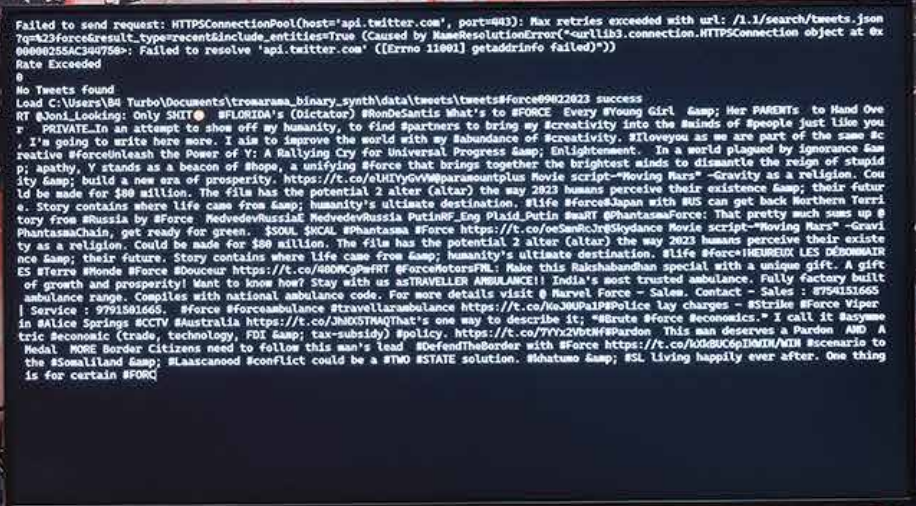 Failed to send request: HTTPSConnectionPool(host='api.twitter.com', port=443): Max retries exceeded with url: /1.1/search/tweets.json
?q=%23force&result_type=recent&include_entities=True (Caused by NameResolutionError("<urllib3.connection.HTTPSConnection object at 0x
00000255AC344750>: Failed to resolve 'api.twitter.com' ([Errno 11001] getaddrinfo failed)"))
Rate Exceeded
0
No Tweets found
Load C:\Users\B4 Turbo\Documents\tromarama_binary_synth\data\tweets\tweets#force09022023 success
RT @Joni_Looking: Only SHIT #FLORIDA's (Dictator) #RonDeSantis What's to #FORCE  Every #Young Girl  &amp; Her PARENTs  to Hand Ove
r  PRIVATE…In an attempt to show off my humanity, to find #partners to bring my #creativity into the #minds of #people just like you
, I'm going to write here more. I aim to improve the world with my #abundance of #creativity. #Iloveyou as we are part of the same #c
reative #forceUnleash the Power of Y: A Rallying Cry for Universal Progress &amp; Enlightenment.  In a world plagued by ignorance &am
p; apathy, Y stands as a beacon of #hope, a unifying #force that brings together the brightest minds to dismantle the reign of stupid
ity &amp; build a new era of prosperity. https://t.co/elHIYyGvVW@paramountplus Movie script-"Moving Mars" -Gravity as a religion. Cou
ld be made for $80 million. The film has the potential 2 alter (altar) the way 2023 humans perceive their existence &amp; their futur
e. Story contains where life came from &amp; humanity's ultimate destination. #life #force#Japan with #US can get back Northern Terri
tory from #Russia by #Force  MedvedevRussiaE MedvedevRussia PutinRF_Eng Plaid_Putin #waRT @PhantasmaForce: That pretty much sums up @
PhantasmaChain, get ready for green.  $SOUL $KCAL #Phantasma #Force https://t.co/oeSmnRcJr@Skydance Movie script-"Moving Mars" -Gravi
ty as a religion. Could be made for $80 million. The film has the potential 2 alter (altar) the way 2023 humans perceive their existe
nce &amp; their future. Story contains where life came from &amp; humanity's ultimate destination. #life #forc*1HEUREUX LES DÉBONNAIR
ES #Terre #Monde #Force #Douceur https://t.co/48DMCgPwfRT @ForceMotorsFML: Make this Rakshabandhan special with a unique gift. A gift
of growth and prosperity! Want to know how? Stay with us asTRAVELLER AMBULANCE!! India's most trusted ambulance. Fully factory built
ambulance range. Compiles with national ambulance code. For more details visit @ Marvel Force - Salem. Contact - Sales : 8754151665
| Service : 9791501665.  #force #forceambulance #travellarambulance https://t.co/KoJ0UPa1P#Police lay charges - #Strike #Force Viper
in #Alice Springs #CCTV #Australia https://t.co/JhMX5TMAQThat's one way to describe it; "#Brute #force #economics." I call it #asymme
tric #economic (trade, technology, FDI &amp; tax-subsidy) #policy. https://t.co/7YYx2VbtNf#Pardon  This man deserves a Pardon  AND  A
Medal  MORE Border Citizens need to follow this man's lead  #DefendTheBorder with #Force https://t.co/kXkBUC6pIKWIN/WIN #scenario to
the #Somaliland &amp; #Laascanood #conflict could be a #TWO #STATE solution. #khatumo &amp; #SL living happily ever after. One thing
is for certain #FORC